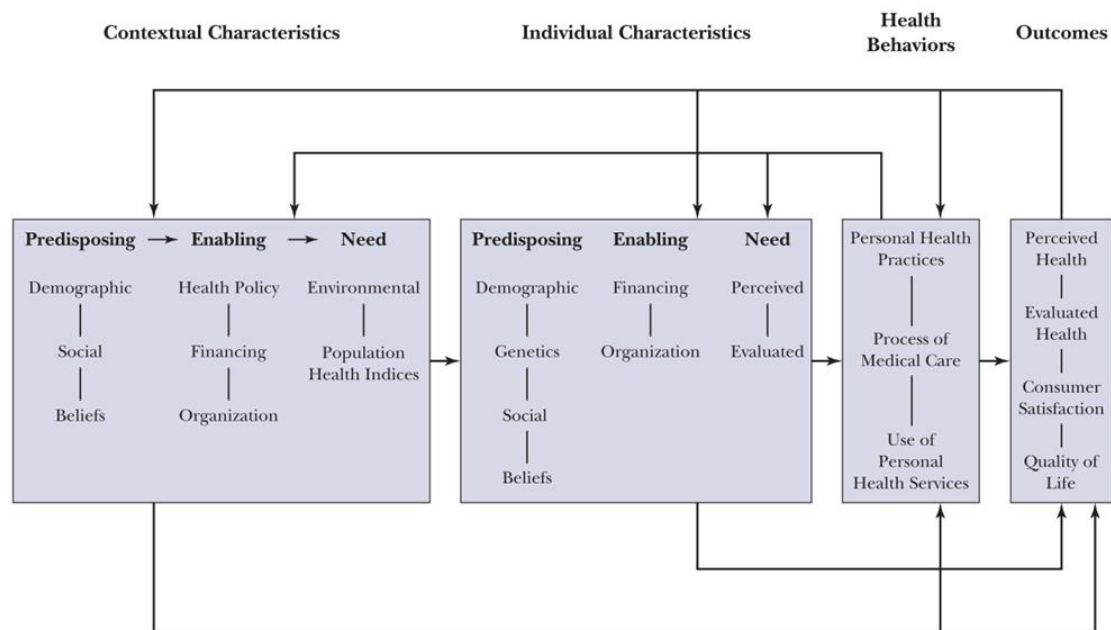 Contextual Characteristics
Individual Characteristics
Health
Behaviors
Outcomes
Predisposing
Enabling
Need
Demographic
Social
Beliefs
Health Policy
Financing
Organization
Environmental
Population
Health Indices
Predisposing
Enabling
Need
Demographic
Genetics
Social
Beliefs
Financing
Organization
Perceived
Evaluated
Personal Health
Practices
Process of
Medical Care
Use of
Personal
Health Services
Perceived
Health
Evaluated
Health
Consumer
Satisfaction
Quality of
Life